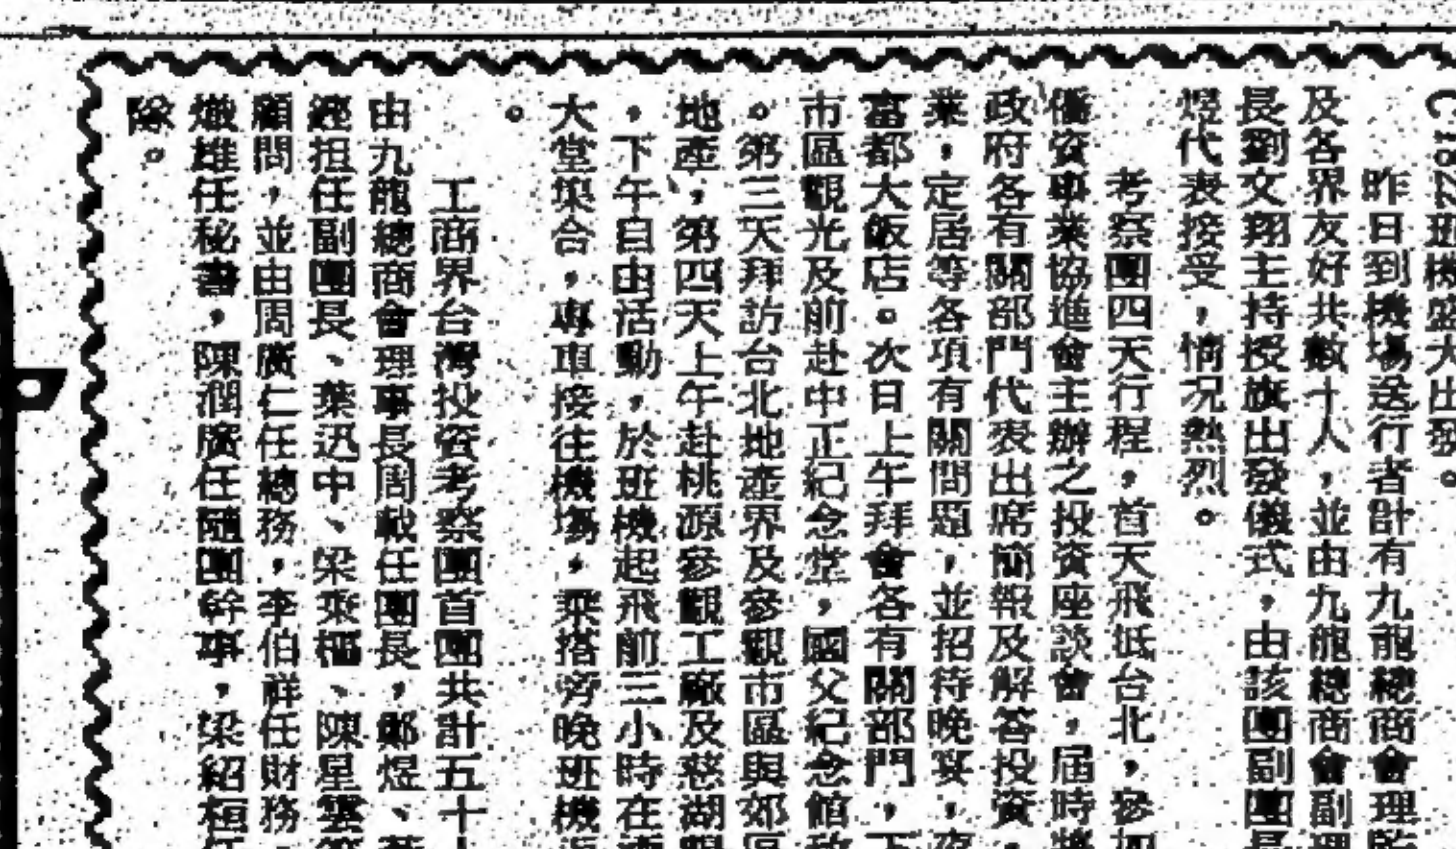 班機盛大出發。
昨日到機場送行者計有九龍總商會理監
及各界友好共數十人，並由九龍總商會副理
長劉文翔主持授旗出發儀式，由該團副團長
煜代表接受，情況熱烈。
考察團四天行程，首天飛抵台北，參加
僑資事業協進會主辦之投資座談會，屆時將
政府各有關部門代表出席簡報及解答投資、
業，定居等各項有關問題，並招待晚宴，夜
富都大飯店。次日上午拜會各有關部門，下
市區觀光及前赴中正紀念堂，國父紀念館致
。第三天拜訪台北地產界及參觀市區與郊區
地產，第四天上午赴桃源參觀工廠及慈湖
，下午自由活動，於班機起飛前三小時在
大堂集合，專車接往機場，乘搭旁晚班機返
。
工商界台灣投資考察團首團共計五十
由九龍總商會理事長周 任團長，鄭煜、
經担任副團長、葉迅中、梁 樞、陳星雲等
顧問，並由周廣仁任總務，李伯祥任財務，
熾雄任秘書，陳潤廣任隨團幹事，梁紹桓任
除。